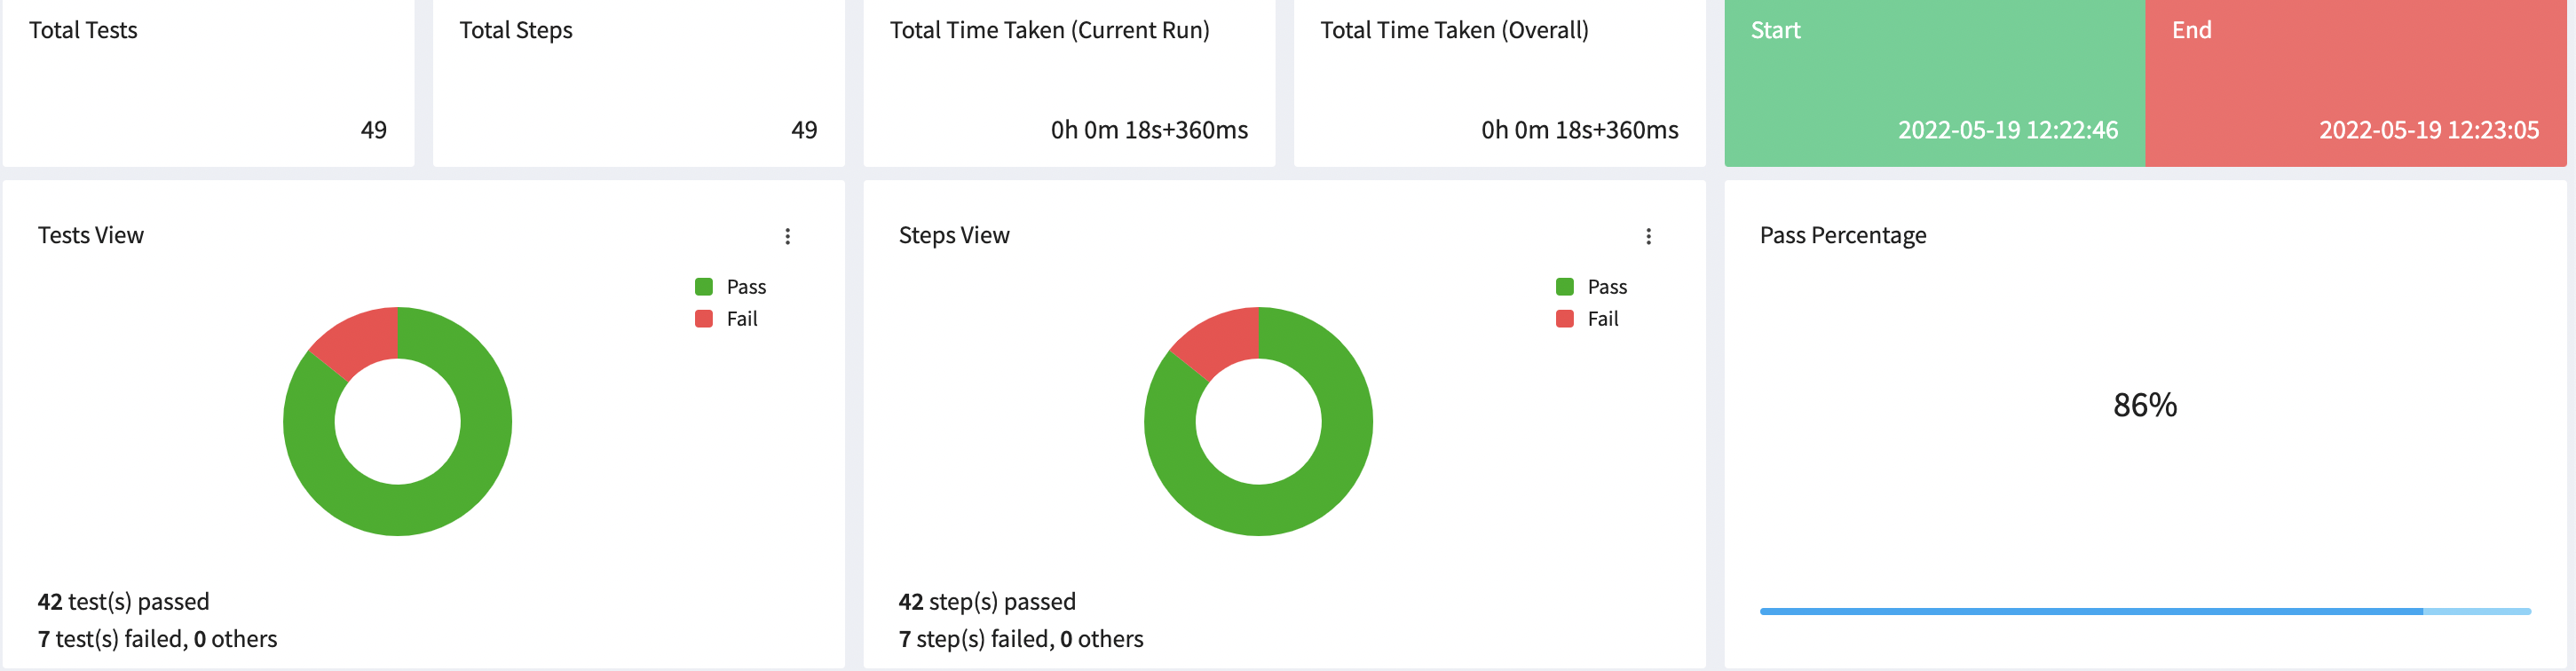 Total Tests
49
Total Steps
49
Total Time Taken (Current Run)
0h 0m 18s+360ms
Total Time Taken (Overall)
0h 0m 18s+360ms
Start
2022-05-19 12:22:46
End
2022-05-19 12:23:05
Tests View
Pass
Fail
42 test(s) passed
7 test(s) failed, 0 others
Steps View
Pass
Fail
42 step(s) passed
7 step(s) failed, 0 others
Pass Percentage
86%